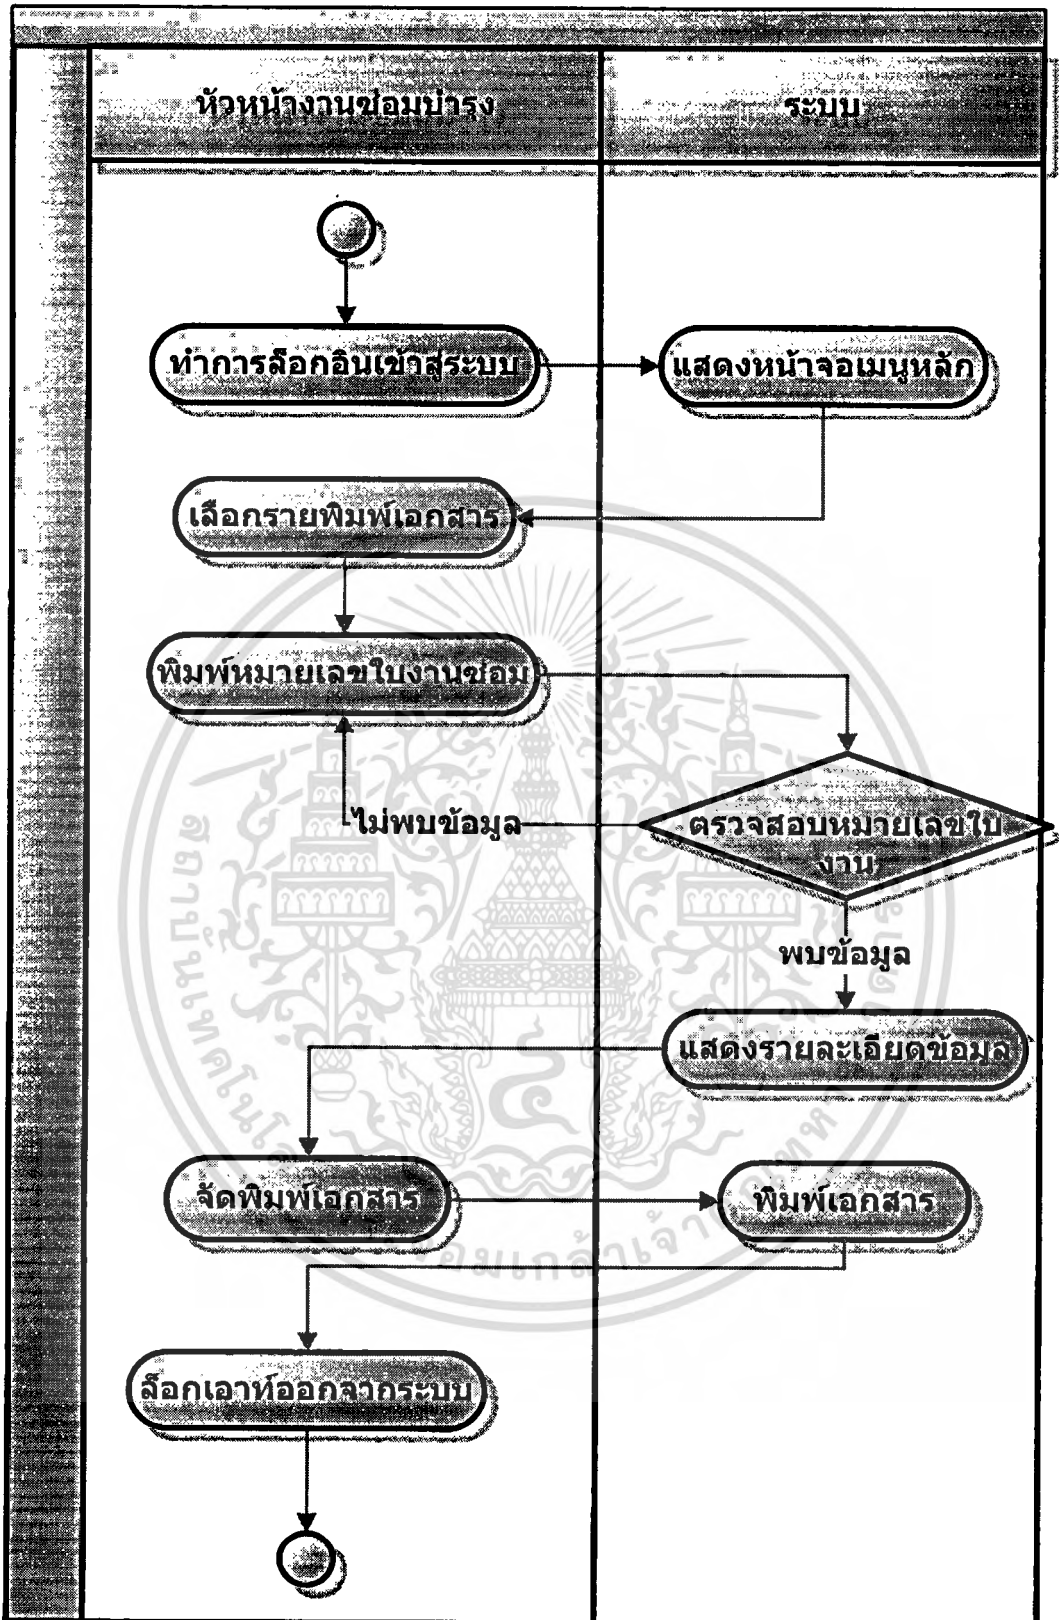 หัวหน้างานซ่อมบำรุง
ระบบ
ทำการล็อกอินเข้าสู่ระบบ
แสดงหน้าจอเมนูหลัก
เลือกรายพิมพ์เอกสาร
พิมพ์หมายเลขใบงานซ่อม
ไม่พบข้อมูล
ตรวจสอบหมายเลขใบ
งาน
พบข้อมูล
แสดงรายละเอียดข้อมูล
จัดพิมพ์เอกสาร
พิมพ์เอกสาร
ล็อกเอาท์ออกจากระบบ